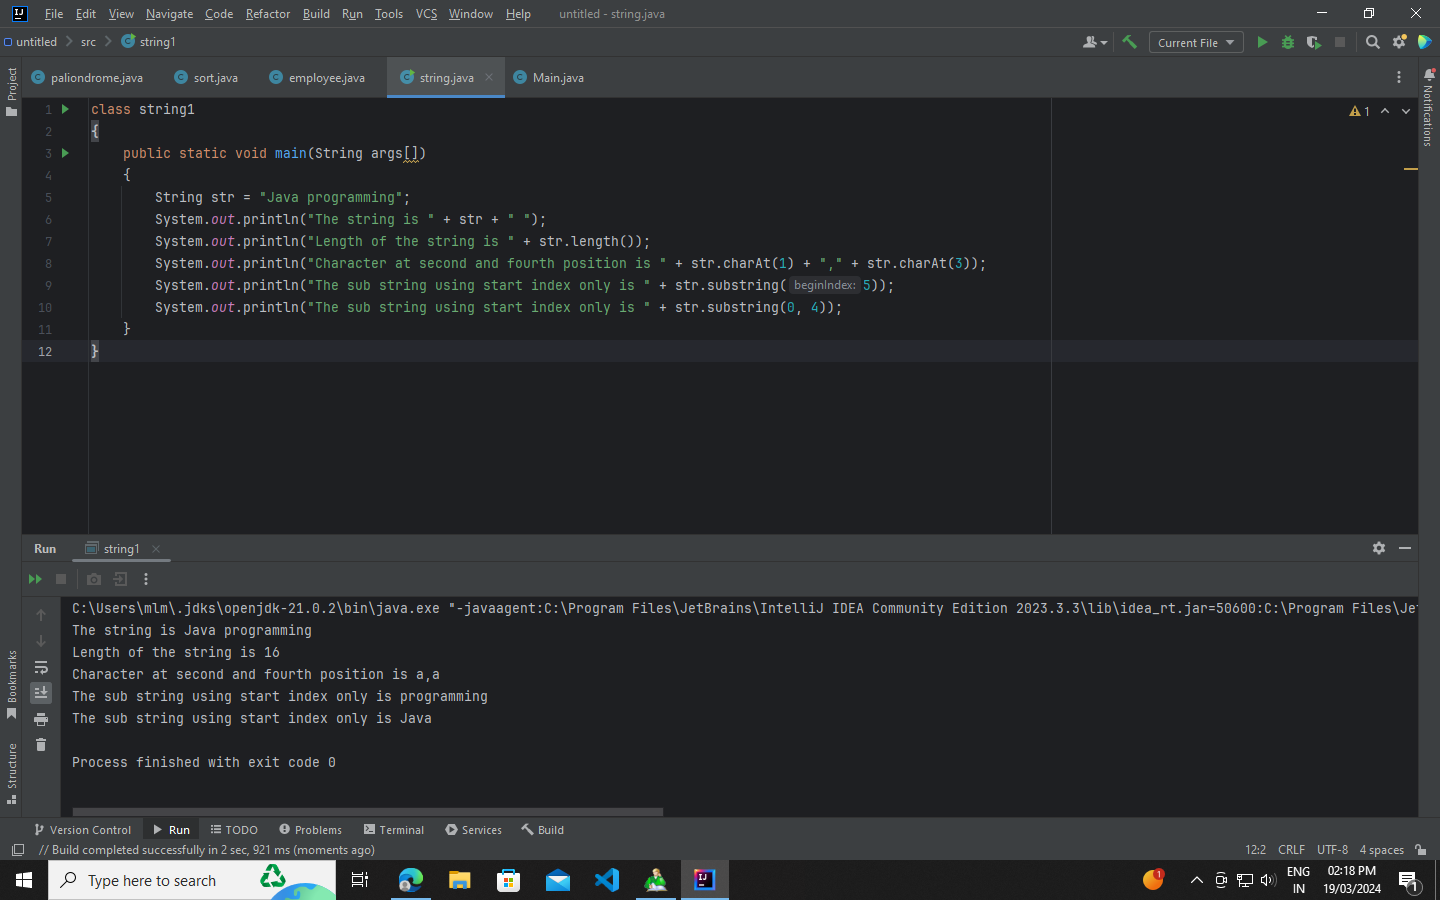 File Edit View Navigate Code Refactor Build Run Tools VCS Window Help untitled - string.java
untitled src string1
Current File
paliondrome.java sort.java employee.java string.java Main.java
Project
Notifications
1 class string1
2 {
3 public static void main(String args[])
4 {
5 String str = "Java programming";
6 System.out.println("The string is " + str + " ");
7 System.out.println("Length of the string is " + str.length());
8 System.out.println("Character at second and fourth position is " + str.charAt(1) + "," + str.charAt(3));
9 System.out.println("The sub string using start index only is " + str.substring( beginIndex: 5));
10 System.out.println("The sub string using start index only is " + str.substring(0, 4));
11 }
12 }
1
Run string1
C:\Users\mlm\.jdks\openjdk-21.0.2\bin\java.exe "-javaagent:C:\Program Files\JetBrains\IntelliJ IDEA Community Edition 2023.3.3\lib\idea_rt.jar=50600:C:\Program Files\Je
The string is Java programming
Length of the string is 16
Character at second and fourth position is a,a
The sub string using start index only is programming
The sub string using start index only is Java
Process finished with exit code 0
Bookmarks
Structure
Version Control Run TODO Problems Terminal Services Build
// Build completed successfully in 2 sec, 921 ms (moments ago) 12:2 CRLF UTF-8 4 spaces
Type here to search
1
ENG
IN
02:18 PM
19/03/2024
1